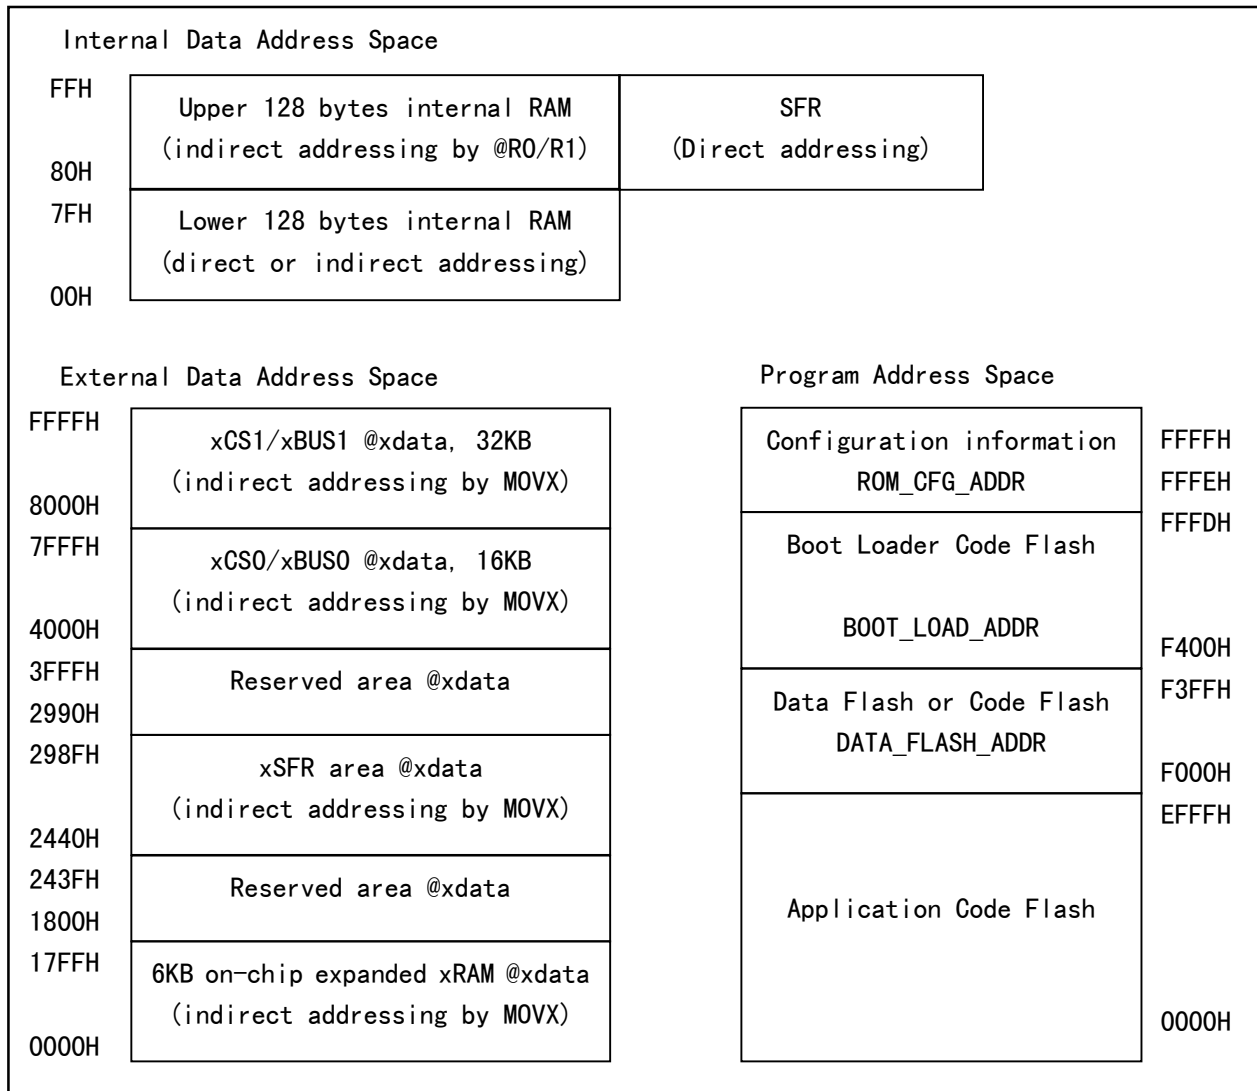 Internal Data Address Space
FFH
Upper 128 bytes internal RAM
(indirect addressing by @R0/R1)
80H
SFR
(Direct addressing)
7FH
Lower 128 bytes internal RAM
(direct or indirect addressing)
00H
External Data Address Space
FFFFH
xCS1/xBUS1 @xdata, 32KB
(indirect addressing by MOVX)
8000H
7FFFH
xCS0/xBUS0 @xdata, 16KB
(indirect addressing by MOVX)
4000H
3FFFH
Reserved area @xdata
2990H
298FH
xSFR area @xdata
(indirect addressing by MOVX)
2440H
243FH
Reserved area @xdata
1800H
17FFH
6KB on-chip expanded xRAM @xdata
(indirect addressing by MOVX)
0000H
Program Address Space
Configuration information
FFFFH
ROM_CFG_ADDR
FFFEH
FFFDH
Boot Loader Code Flash
BOOT_LOAD_ADDR
F400H
F3FFH
Data Flash or Code Flash
DATA_FLASH_ADDR
F000H
EFFFH
Application Code Flash
0000H